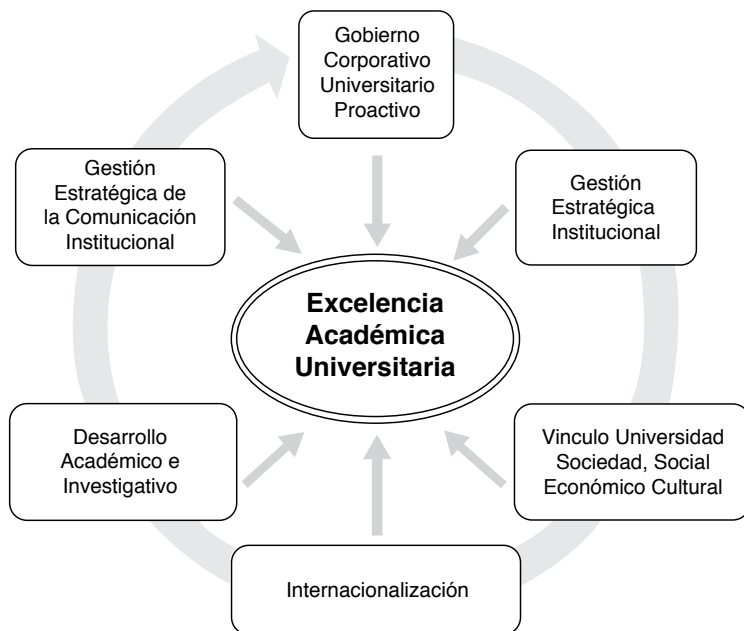 Gobierno
Corporativo
Universitario
Proactivo
Gestión
Estratégica de
la Comunicación
Institucional
Gestión
Estratégica
Institucional
Excelencia
Académica
Universitaria
Desarrollo
Académico e
Investigativo
Vinculo Universidad
Sociedad, Social
Económico Cultural
Internacionalización